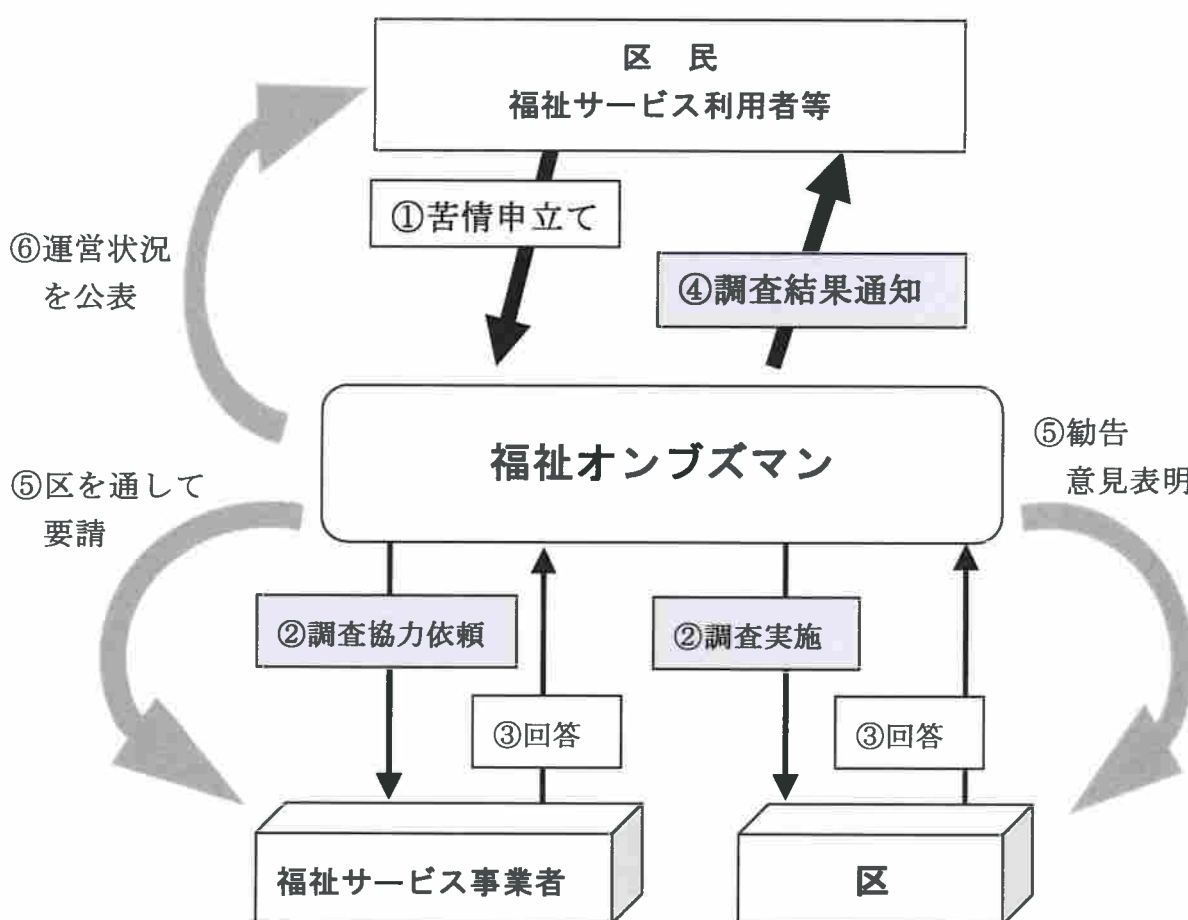 区 民
福祉サービス利用者等
①苦情申立て
④調査結果通知
⑥運営状況
を公表
福祉オンブズマン
⑤勧告
意見表明
⑤区を通して
要請
②調査協力依頼
②調査実施
③回答
③回答
福祉サービス事業者
区